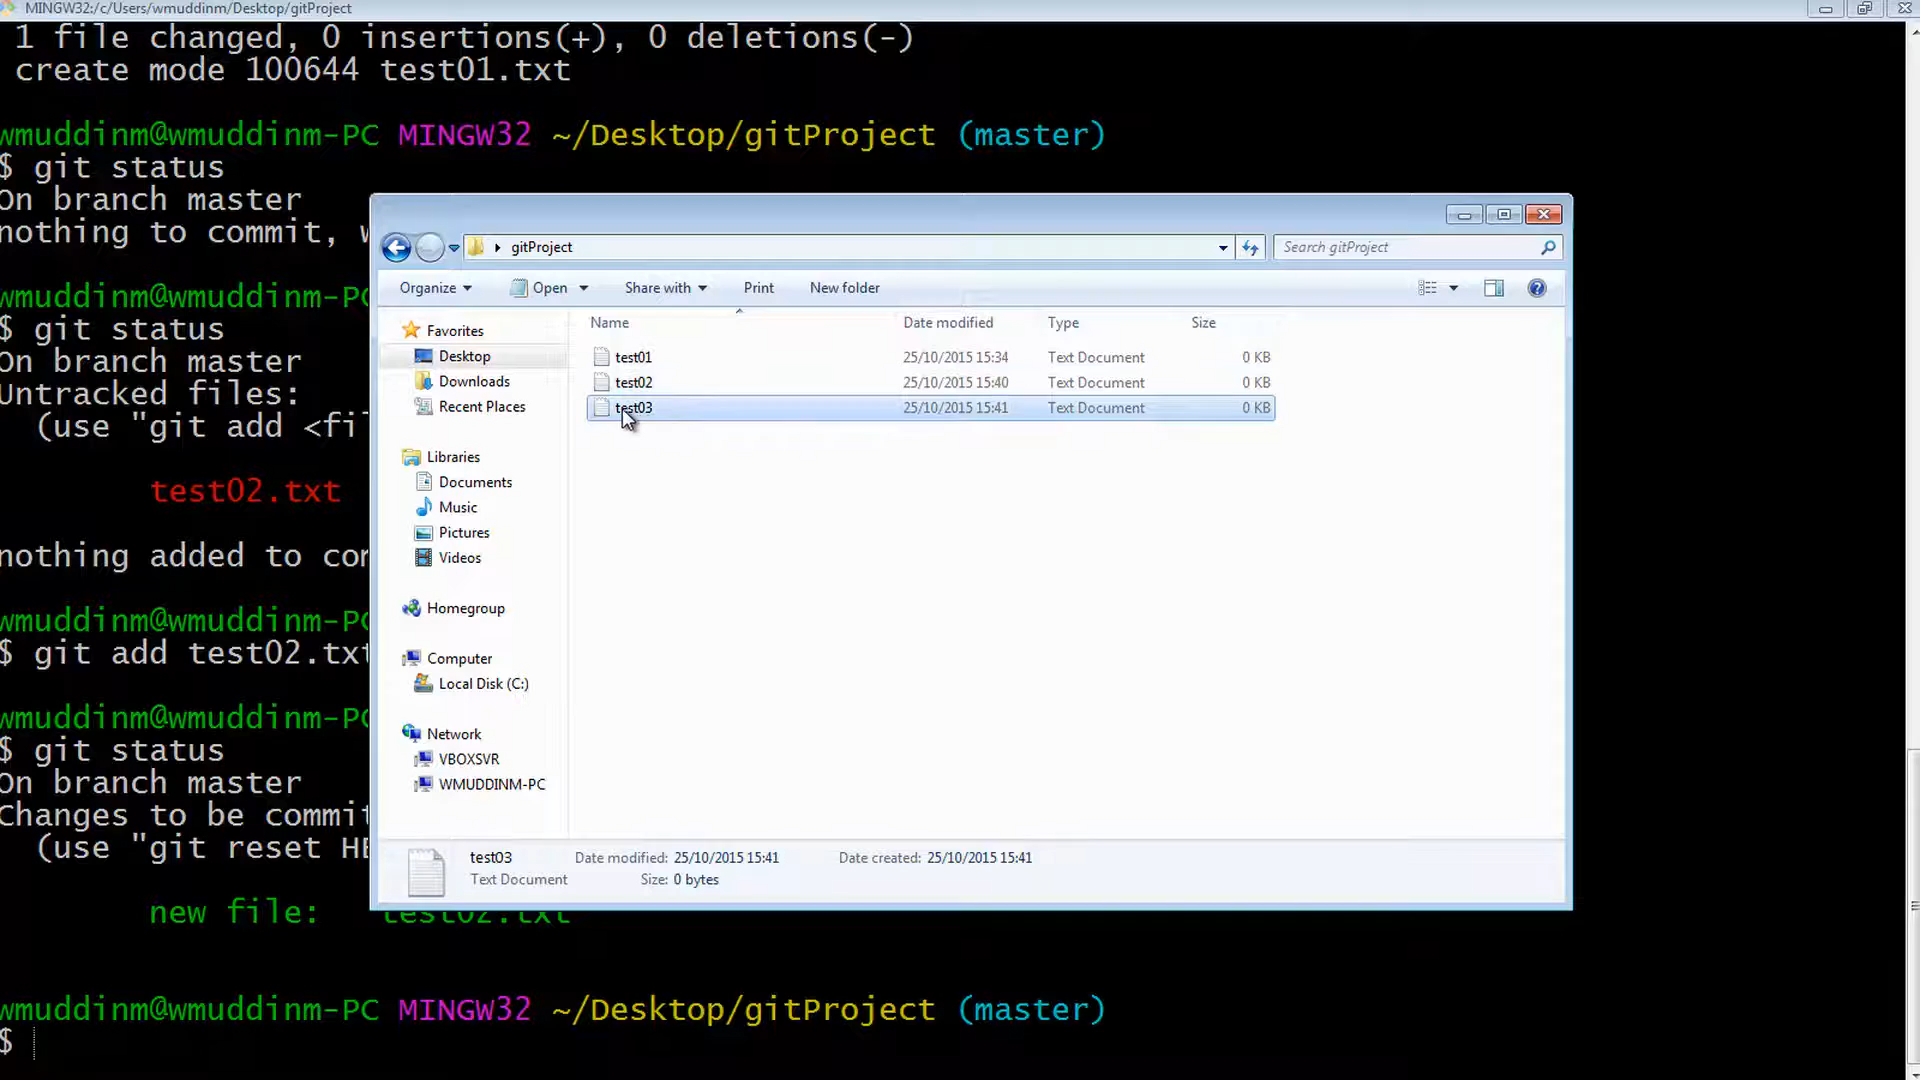 MINGW32:/c/Users/wmuddinm/Desktop/gitProject
1 file changed, 0 insertions(+), 0 deletions(-)
create mode 100644 test01.txt
wmuddinm@wmuddinm-PC MINGW32 ~/Desktop/gitProject (master)
$ git status
On branch master
nothing to commit,
wmuddinm@wmuddinm-PC
$ git status
On branch master
Untracked files:
(use "git add <fi
test02.txt
nothing added to
wmuddinm@wmuddinm-PC
$ git add test02.txt
wmuddinm@wmuddinm-PC
$ git status
On branch master
Changes to be commit
(use "git reset HE
new file: test02.txt
wmuddinm@wmuddinm-PC MINGW32 ~/Desktop/gitProject (master)
$
gitProject
Search gitProject
Organize
Open
Share with
Print
New folder
Favorites
Desktop
Downloads
Recent Places
Libraries
Documents
Music
Pictures
Videos
Homegroup
Computer
Local Disk (C:)
Network
VBOXSVR
WMUDDINM-PC
Name Date modified Type Size
test01 25/10/2015 15:34 Text Document 0 KB
test02 25/10/2015 15:40 Text Document 0 KB
test03 25/10/2015 15:41 Text Document 0 KB
test03 Date modified: 25/10/2015 15:41 Date created: 25/10/2015 15:41
Text Document Size: 0 bytes